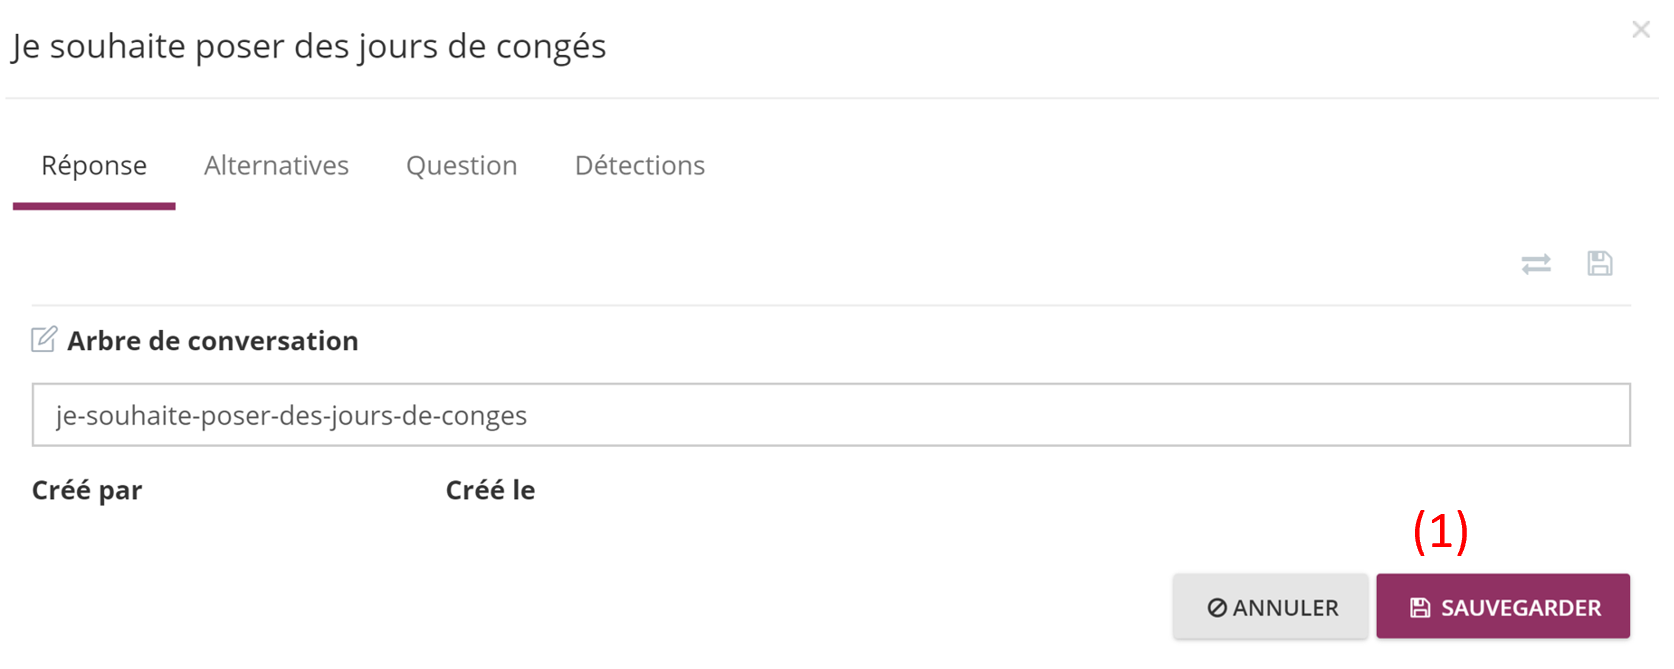 Je souhaite poser des jours de congés
Réponse Alternatives Question Détections
Arbre de conversation
je-souhaite-poser-des-jours-de-conges
Créé par Créé le
(1)
ANNULER SAUVEGARDER